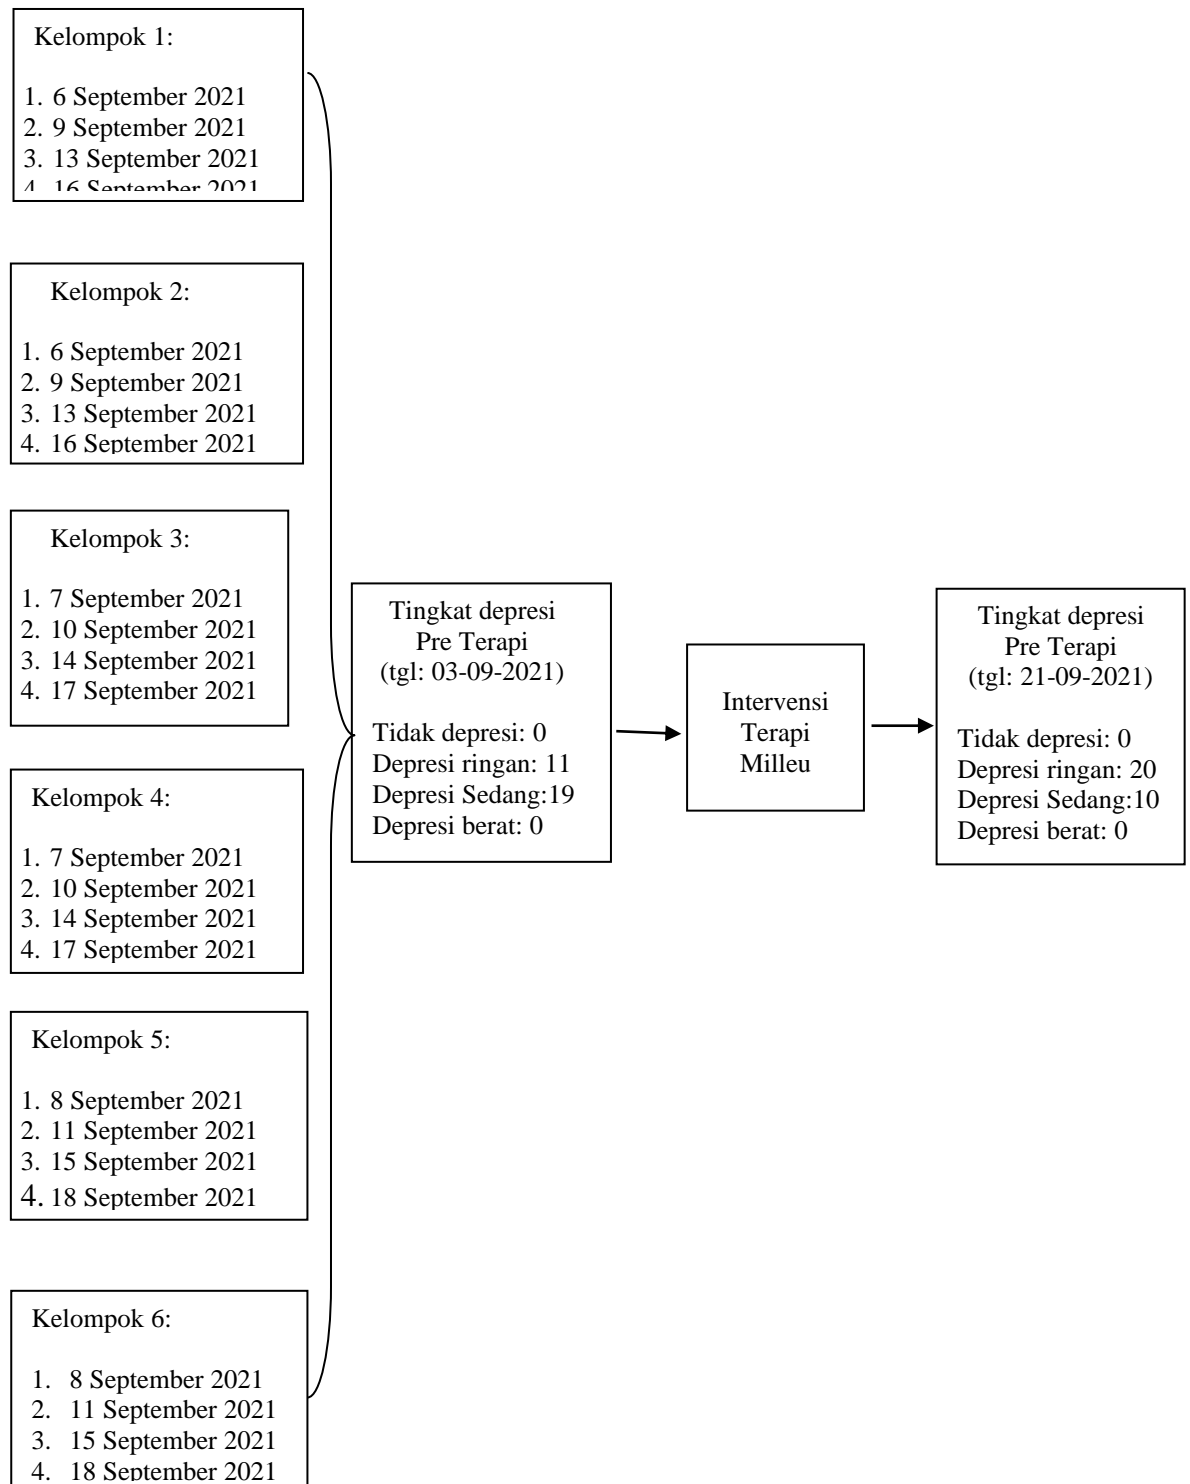 Kelompok 1:
1. 6 September 2021
2. 9 September 2021
3. 13 September 2021
4. 16 September 2021
Kelompok 2:
1. 6 September 2021
2. 9 September 2021
3. 13 September 2021
4. 16 September 2021
Kelompok 3:
1. 7 September 2021
2. 10 September 2021
3. 14 September 2021
4. 17 September 2021
Kelompok 4:
1. 7 September 2021
2. 10 September 2021
3. 14 September 2021
4. 17 September 2021
Kelompok 5:
1. 8 September 2021
2. 11 September 2021
3. 15 September 2021
4. 18 September 2021
Kelompok 6:
1. 8 September 2021
2. 11 September 2021
3. 15 September 2021
4. 18 September 2021
Tingkat depresi
Pre Terapi
(tgl: 03-09-2021)
Tidak depresi: 0
Depresi ringan: 11
Depresi Sedang:19
Depresi berat: 0
Intervensi
Terapi
Milleu
Tingkat depresi
Pre Terapi
(tgl: 21-09-2021)
Tidak depresi: 0
Depresi ringan: 20
Depresi Sedang:10
Depresi berat: 0